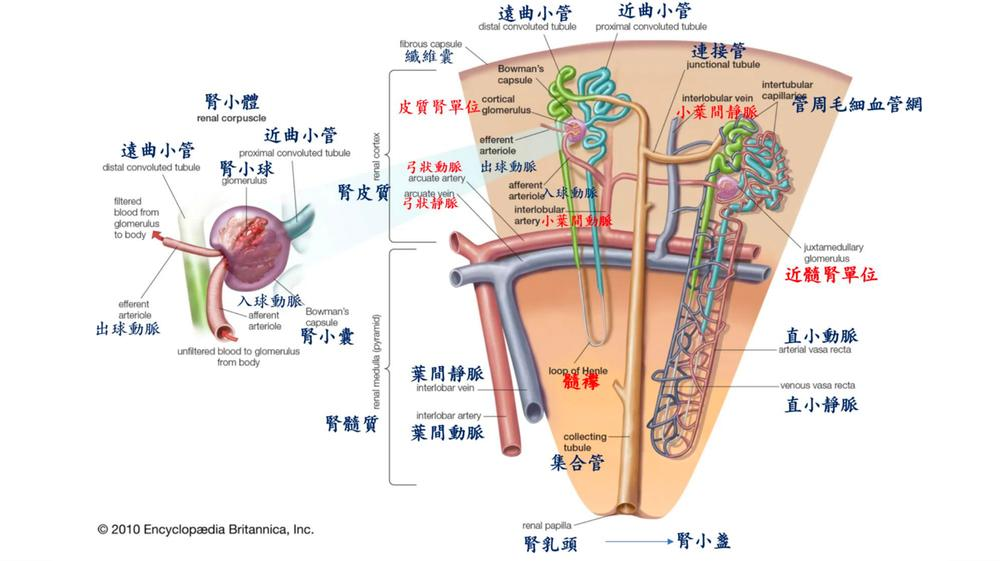 遠曲小管
distal convoluted tubule
近曲小管
proximal convoluted tubule
fibrous capsule
纖維囊
連接管
junctional tubule
Bowman's
capsule
皮質腎單位
cortical
glomerulus
interlobular vein
小葉間靜脈
intertubular
capillaries
管周毛細血管網
腎小體
renal corpuscle
遠曲小管
distal convoluted tubule
近曲小管
proximal convoluted tubule
腎小球
glomerulus
filtered
blood from
glomerulus
to body
efferent
arteriole
出球動脈
入球動脈
afferent
arteriole
Bowman's
capsule
腎小囊
unfiltered blood to glomerulus
from body
腎皮質
renal cortex
efferent
arteriole
出球動脈
弓狀動脈
arcuate artery
arcuate vein
弓狀靜脈
afferent
arteriole
入球動脈
interlobular
artery
小葉間動脈
juxtamedullary
glomerulus
近髓腎單位
腎髓質
renal medulla (pyramid)
葉間靜脈
interlobar vein
interlobar artery
葉間動脈
loop of Henle
髓襻
直小動脈
arterial vasa recta
venous vasa recta
直小靜脈
collecting
tubule
集合管
renal papilla
腎乳頭
腎小盞
© 2010 Encyclopædia Britannica, Inc.